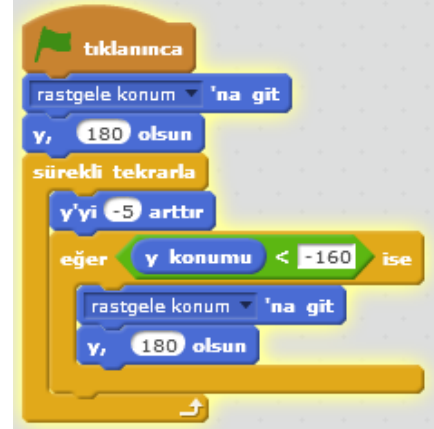 tıklanınca
rastgele konum 'na git
y, 180 olsun
sürekli tekrarla
y'yi -5 arttır
eğer y konumu < -160 ise
rastgele konum 'na git
y, 180 olsun